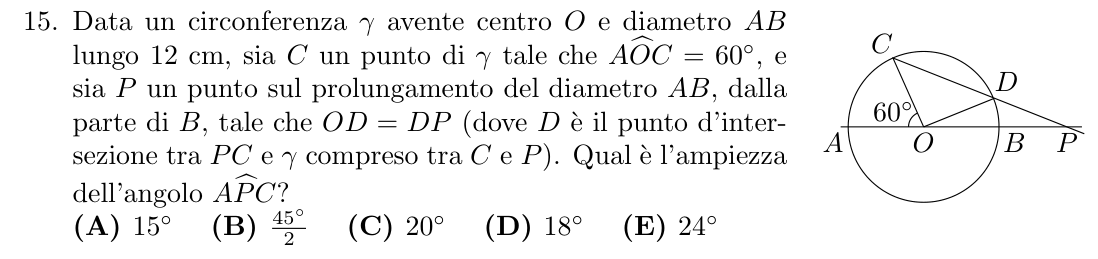 15. Data un circonferenza γ avente centro O e diametro AB
lungo 12 cm, sia C un punto di γ tale che AÔC = 60°, e
sia P un punto sul prolungamento del diametro AB, dalla
parte di B, tale che OD = DP (dove D è il punto d'inter-
sezione tra PC e γ compreso tra C e P). Qual è l'ampiezza
dell'angolo AP̂C?
(A) 15° (B) 45°/2 (C) 20° (D) 18° (E) 24°
C
D
60°
A
O
B
P